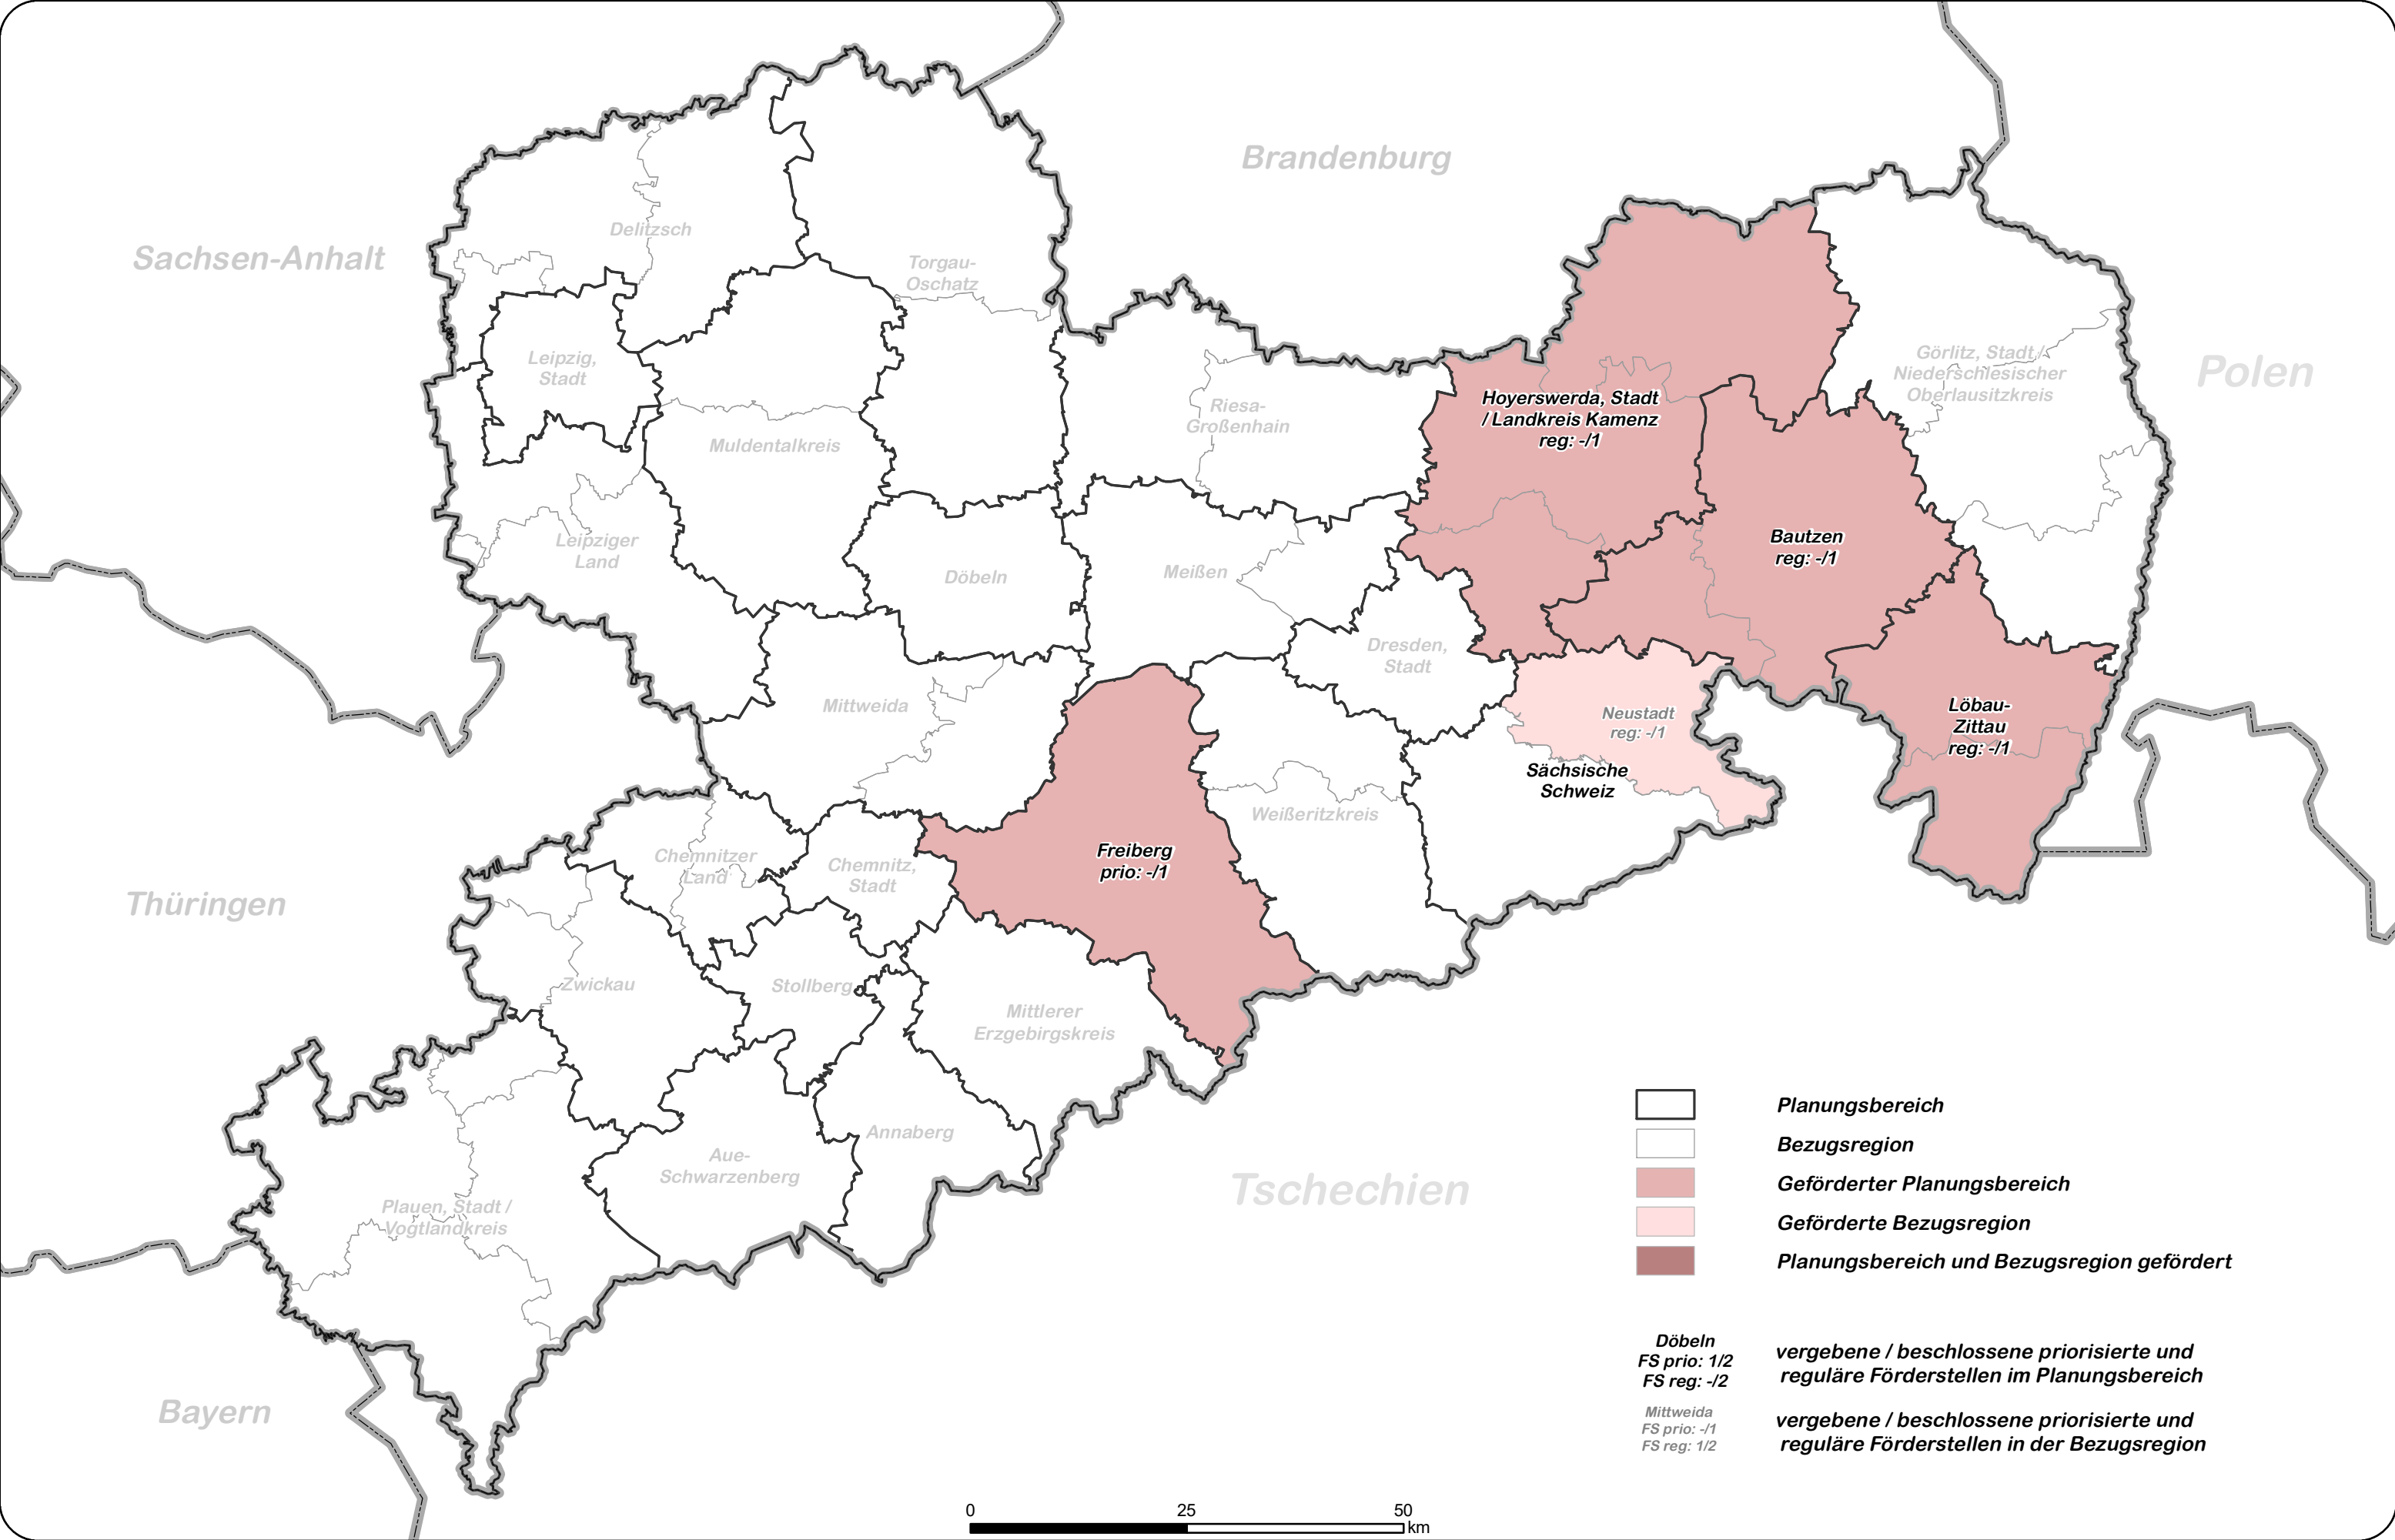 Brandenburg
Sachsen-Anhalt
Delitzsch
Torgau-
Oschatz
Leipzig,
Stadt
Görlitz, Stadt /
Niederschlesischer
Oberlausitzkreis
Polen
Riesa-
Großenhain
Hoyerswerda, Stadt
/ Landkreis Kamenz
reg: -/1
Muldentalkreis
Leipziger
Land
Döbeln
Meißen
Bautzen
reg: -/1
Dresden,
Stadt
Mittweida
Neustadt
reg: -/1
Löbau-
Zittau
reg: -/1
Sächsische
Schweiz
Weißeritzkreis
Freiberg
prio: -/1
Chemnitzer
Land
Chemnitz,
Stadt
Thüringen
Zwickau
Stollberg
Mittlerer
Erzgebirgskreis
Annaberg
Aue-
Schwarzenberg
Plauen, Stadt /
Vogtlandkreis
Tschechien
Bayern
Planungsbereich
Bezugsregion
Geförderter Planungsbereich
Geförderte Bezugsregion
Planungsbereich und Bezugsregion gefördert
Döbeln
FS prio: 1/2
FS reg: -/2
vergebene / beschlossene priorisierte und
reguläre Förderstellen im Planungsbereich
Mittweida
FS prio: -/1
FS reg: 1/2
vergebene / beschlossene priorisierte und
reguläre Förderstellen in der Bezugsregion
0 25 50
km